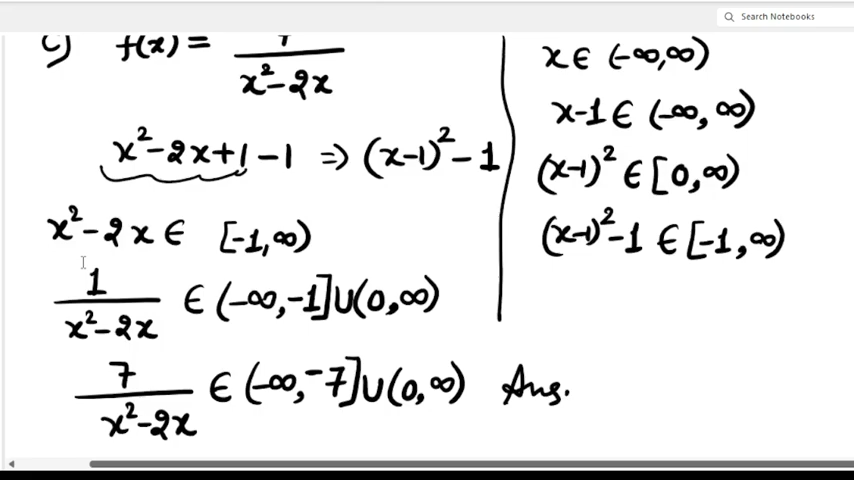 Search Notebooks
c) f(x) = 7 / (x² - 2x)
x² - 2x + 1 - 1 ⇒ (x-1)² - 1
x² - 2x ∈ [-1, ∞)
1 / (x² - 2x) ∈ (-∞, -1] ∪ (0, ∞)
7 / (x² - 2x) ∈ (-∞, -7] ∪ (0, ∞) Ans.
x ∈ (-∞, ∞)
x-1 ∈ (-∞, ∞)
(x-1)² ∈ [0, ∞)
(x-1)² - 1 ∈ [-1, ∞)